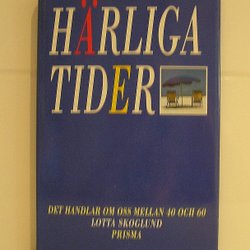 HÄRLIGA
TIDER
DET HANDLAR OM OSS MELLAN 40 OCH 60
LOTTA SKOGLUND
PRISMA